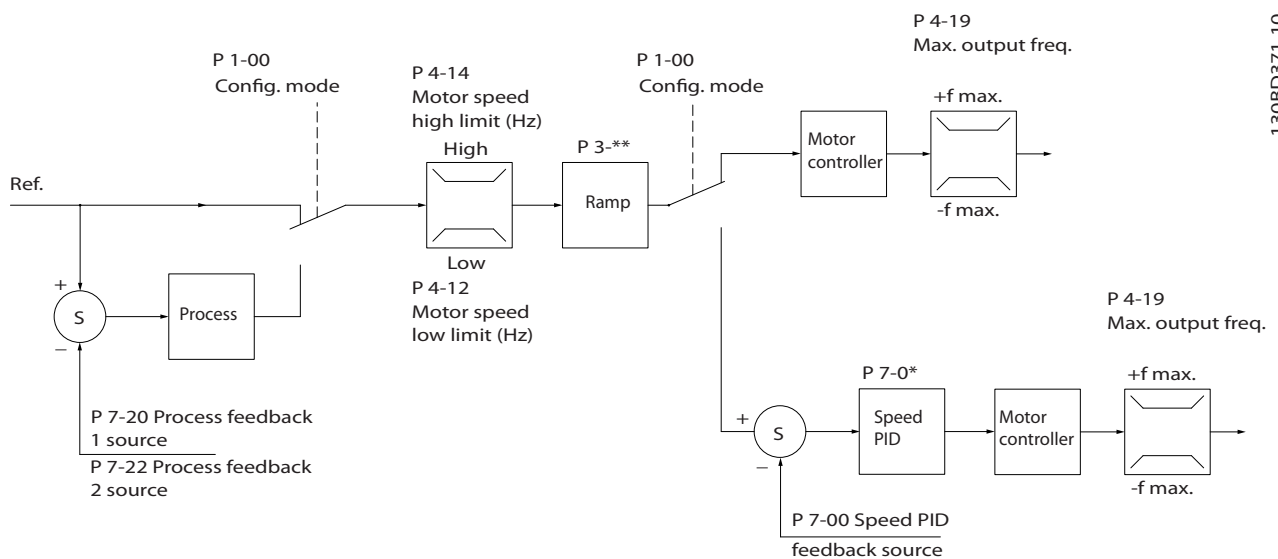 P 4-19
Max. output freq.
130BD371.10
P 1-00
Config. mode
P 4-14
Motor speed
high limit (Hz)
P 1-00
Config. mode
+f max.
High
P 3-**
Motor
controller
Ref.
Ramp
-f max.
Low
+
S
–
Process
P 4-12
Motor speed
low limit (Hz)
P 4-19
Max. output freq.
P 7-20 Process feedback
1 source
P 7-22 Process feedback
2 source
P 7-0*
+f max.
+
S
–
Speed
PID
Motor
controller
-f max.
P 7-00 Speed PID
feedback source